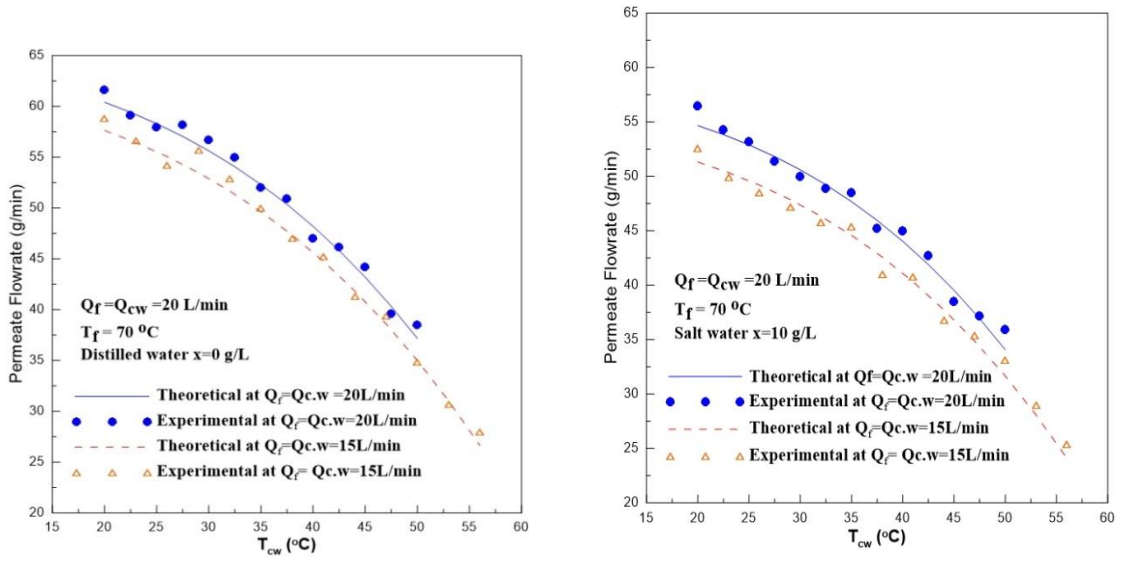 65
60
55
50
45
40
35
30
25
20
Permeate Flowrate (g/min)
Qf =Qcw =20 L/min
Tf = 70 ºC
Distilled water x=0 g/L
Theoretical at Qf=Qc.w =20L/min
Experimental at Qf=Qc.w=20L/min
Theoretical at Qf=Qc.w=15L/min
Experimental at Qf= Qc.w=15L/min
15 20 25 30 35 40 45 50 55 60
Tcw (ºC)
65
60
55
50
45
40
35
30
25
20
Permeate Flowrate (g/min)
Qf =Qcw =20 L/min
Tf = 70 ºC
Salt water x=10 g/L
Theoretical at Qf=Qc.w=20L/min
Experimental at Qf=Qc.w=20L/min
Theoretical at Qf=Qc.w=15L/min
Experimental at Qf= Qc.w=15L/min
15 20 25 30 35 40 45 50 55 60
Tcw (ºC)